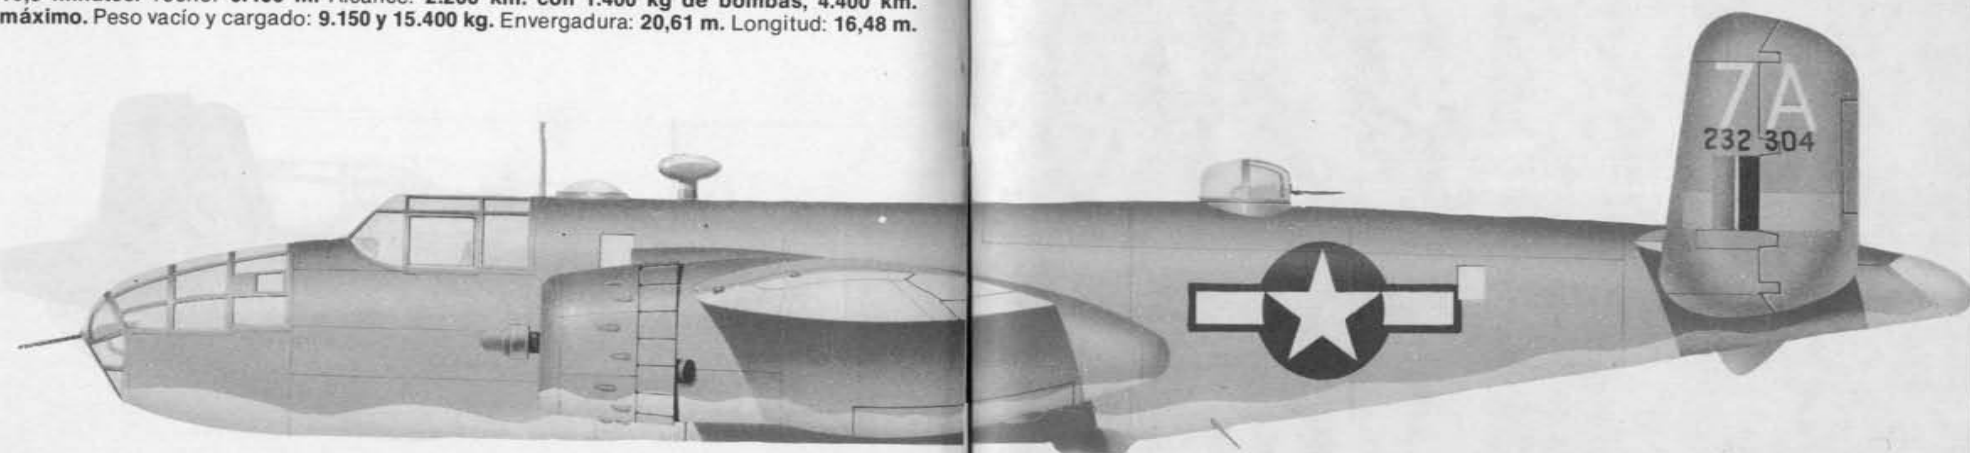 máximo. Peso vacío y cargado: 9.150 y 15.400 kg. Envergadura: 20,61 m. Longitud: 16,48 m.
7A
232 304